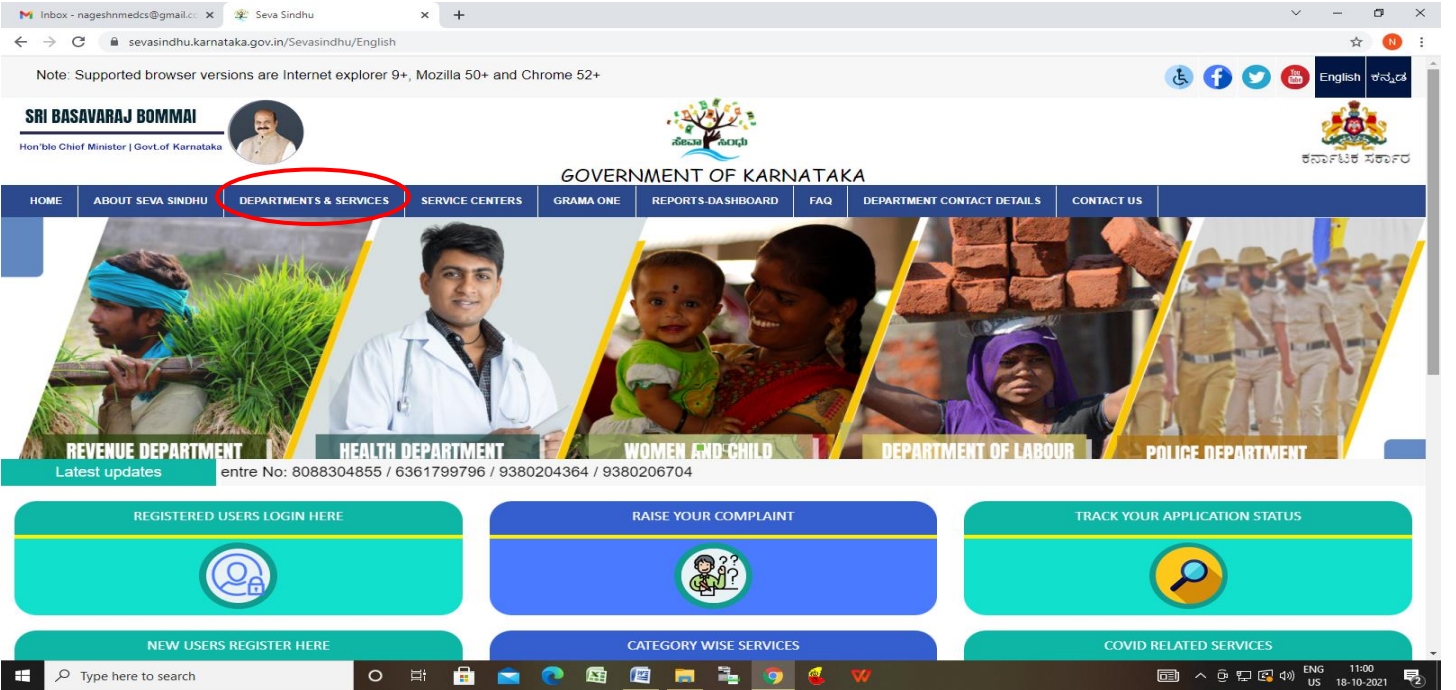 Inbox - nageshnmedcs@gmail.cc
Seva Sindhu
sevasindhu.karnataka.gov.in/Sevasindhu/English
N
Note: Supported browser versions are Internet explorer 9+, Mozilla 50+ and Chrome 52+
You Tube
English
ಕನ್ನಡ
SRI BASAVARAJ BOMMAI
Hon'ble Chief Minister | Govt.of Karnataka
ಸೇವಾ ಸಿಂಧು
GOVERNMENT OF KARNATAKA
ಕರ್ನಾಟಕ ಸರ್ಕಾರ
HOME ABOUT SEVA SINDHU DEPARTMENTS & SERVICES SERVICE CENTERS GRAMA ONE REPORTS-DASHBOARD FAQ DEPARTMENT CONTACT DETAILS CONTACT US
REVENUE DEPARTMENT HEALTH DEPARTMENT WOMEN AND CHILD DEPARTMENT OF LABOUR POLICE DEPARTMENT
Latest updates entre No: 8088304855 / 6361799796 / 9380204364 / 9380206704
REGISTERED USERS LOGIN HERE RAISE YOUR COMPLAINT TRACK YOUR APPLICATION STATUS
NEW USERS REGISTER HERE CATEGORY WISE SERVICES COVID RELATED SERVICES
Type here to search
ENG
US
11:00
18-10-2021
2